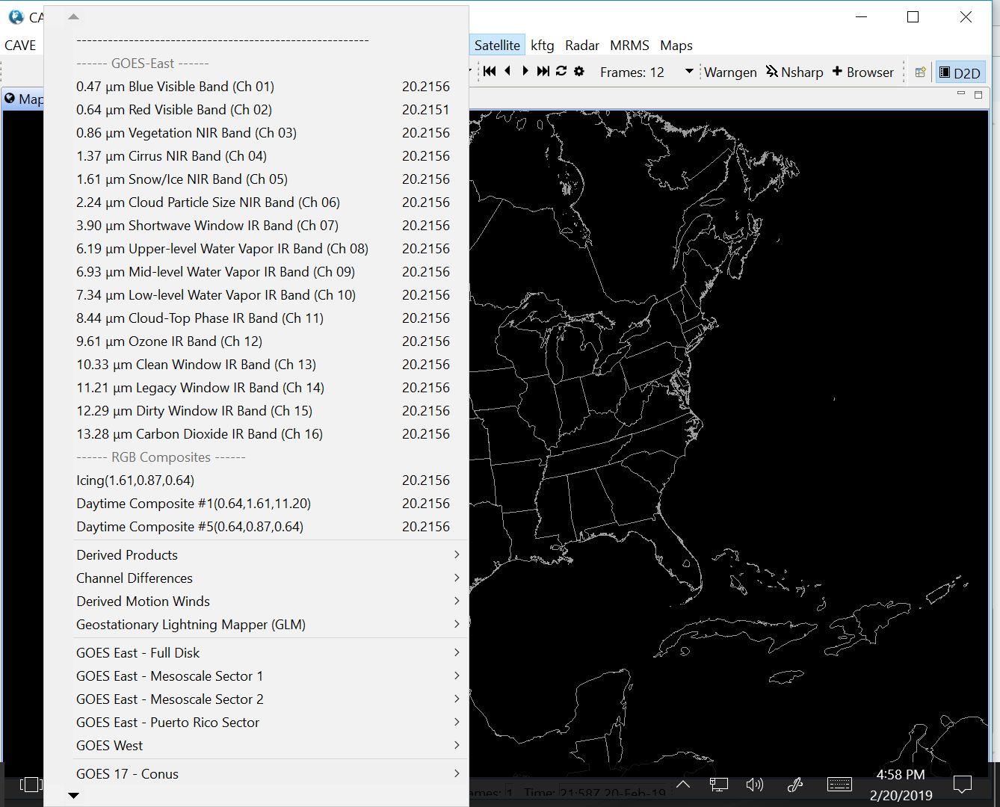 CA
CAVE
Satellite kftg Radar MRMS Maps
Frames: 12 Warngen Nsharp Browser D2D
Map
-------------------------------------------------------
------ GOES-East ------
0.47 µm Blue Visible Band (Ch 01) 20.2156
0.64 µm Red Visible Band (Ch 02) 20.2151
0.86 µm Vegetation NIR Band (Ch 03) 20.2156
1.37 µm Cirrus NIR Band (Ch 04) 20.2156
1.61 µm Snow/Ice NIR Band (Ch 05) 20.2156
2.24 µm Cloud Particle Size NIR Band (Ch 06) 20.2156
3.90 µm Shortwave Window IR Band (Ch 07) 20.2156
6.19 µm Upper-level Water Vapor IR Band (Ch 08) 20.2156
6.93 µm Mid-level Water Vapor IR Band (Ch 09) 20.2156
7.34 µm Low-level Water Vapor IR Band (Ch 10) 20.2156
8.44 µm Cloud-Top Phase IR Band (Ch 11) 20.2156
9.61 µm Ozone IR Band (Ch 12) 20.2156
10.33 µm Clean Window IR Band (Ch 13) 20.2156
11.21 µm Legacy Window IR Band (Ch 14) 20.2156
12.29 µm Dirty Window IR Band (Ch 15) 20.2156
13.28 µm Carbon Dioxide IR Band (Ch 16) 20.2156
------ RGB Composites ------
Icing(1.61,0.87,0.64) 20.2156
Daytime Composite #1(0.64,1.61,11.20) 20.2156
Daytime Composite #5(0.64,0.87,0.64) 20.2156
Derived Products
Channel Differences
Derived Motion Winds
Geostationary Lightning Mapper (GLM)
GOES East - Full Disk
GOES East - Mesoscale Sector 1
GOES East - Mesoscale Sector 2
GOES East - Puerto Rico Sector
GOES West
GOES 17 - Conus
ames: 1 Time: 21:58Z 20-Feb-19
4:58 PM
2/20/2019